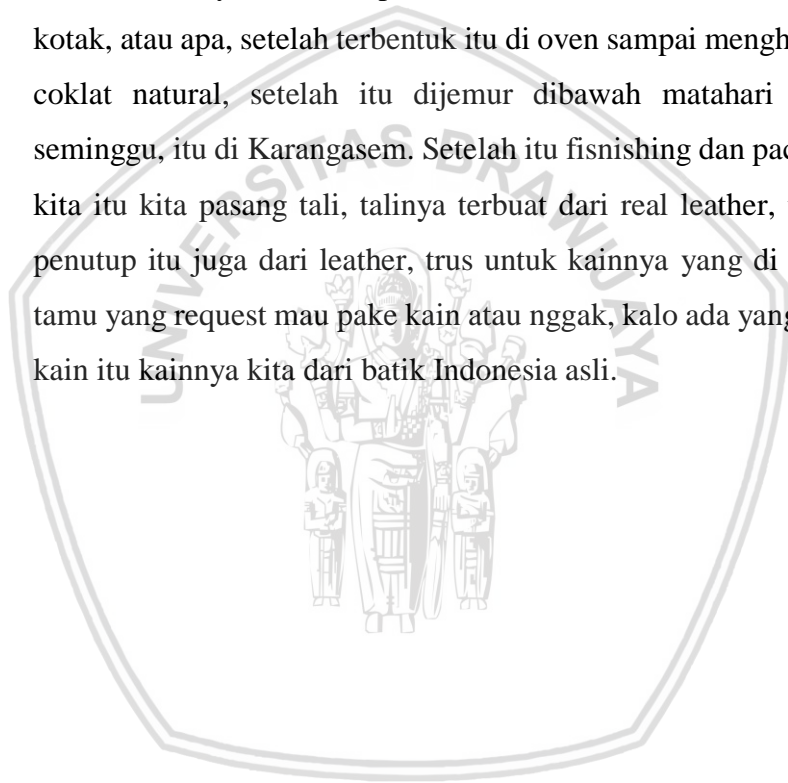 kotak, atau apa, setelah terbentuk itu di oven sampai
coklat natural, setelah itu dijemur dibawah matahari
seminggu, itu di Karangasem. Setelah itu fisnishing dan
kita itu kita pasang tali, talinya terbuat dari real leather,
penutup itu juga dari leather, trus untuk kainnya yang di
tamu yang request mau pake kain atau nggak, kalo ada yang
kain itu kainnya kita dari batik Indonesia asli.
UNIVERSITAS BRAWIJAYA